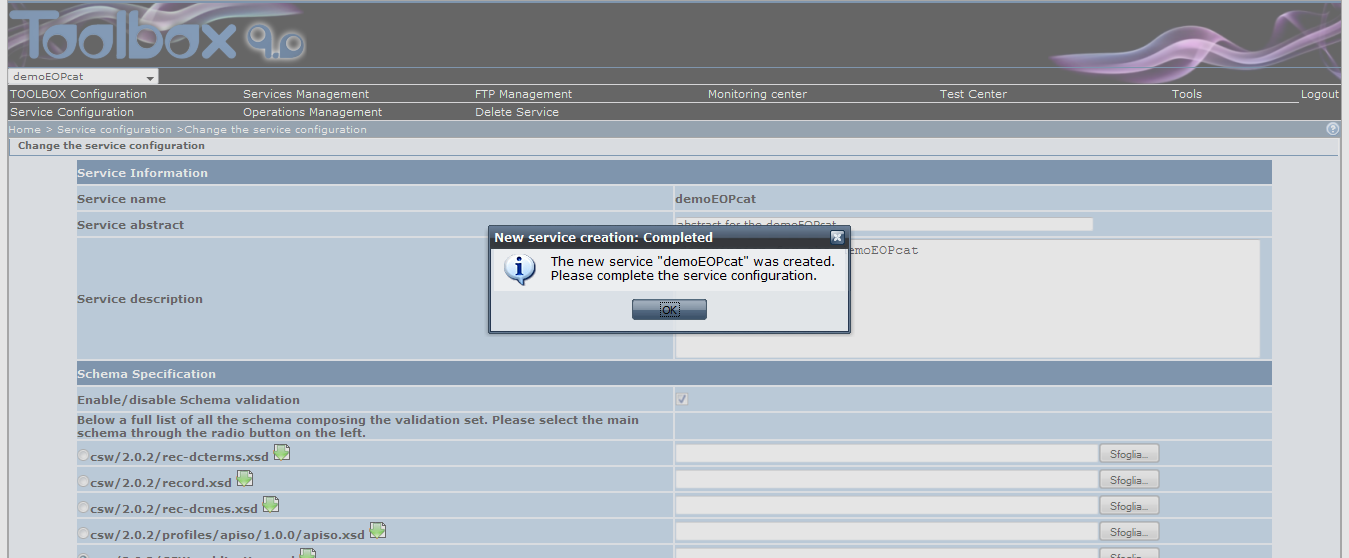 Toolbox 9.0
demoEOPcat
TOOLBOX Configuration Services Management FTP Management Monitoring center Test Center Tools Logout
Service Configuration Operations Management Delete Service
Home > Service configuration >Change the service configuration
Change the service configuration
Service Information
Service name demoEOPcat
Service abstract abstract for the demoEOPcat
New service creation: Completed
The new service "demoEOPcat" was created.
Please complete the service configuration.
OK
Service description
Schema Specification
Enable/disable Schema validation
Below a full list of all the schema composing the validation set. Please select the main
schema through the radio button on the left.
csw/2.0.2/rec-dcterms.xsd Sfoglia...
csw/2.0.2/record.xsd Sfoglia...
csw/2.0.2/rec-dcmes.xsd Sfoglia...
csw/2.0.2/profiles/apiso/1.0.0/apiso.xsd Sfoglia...